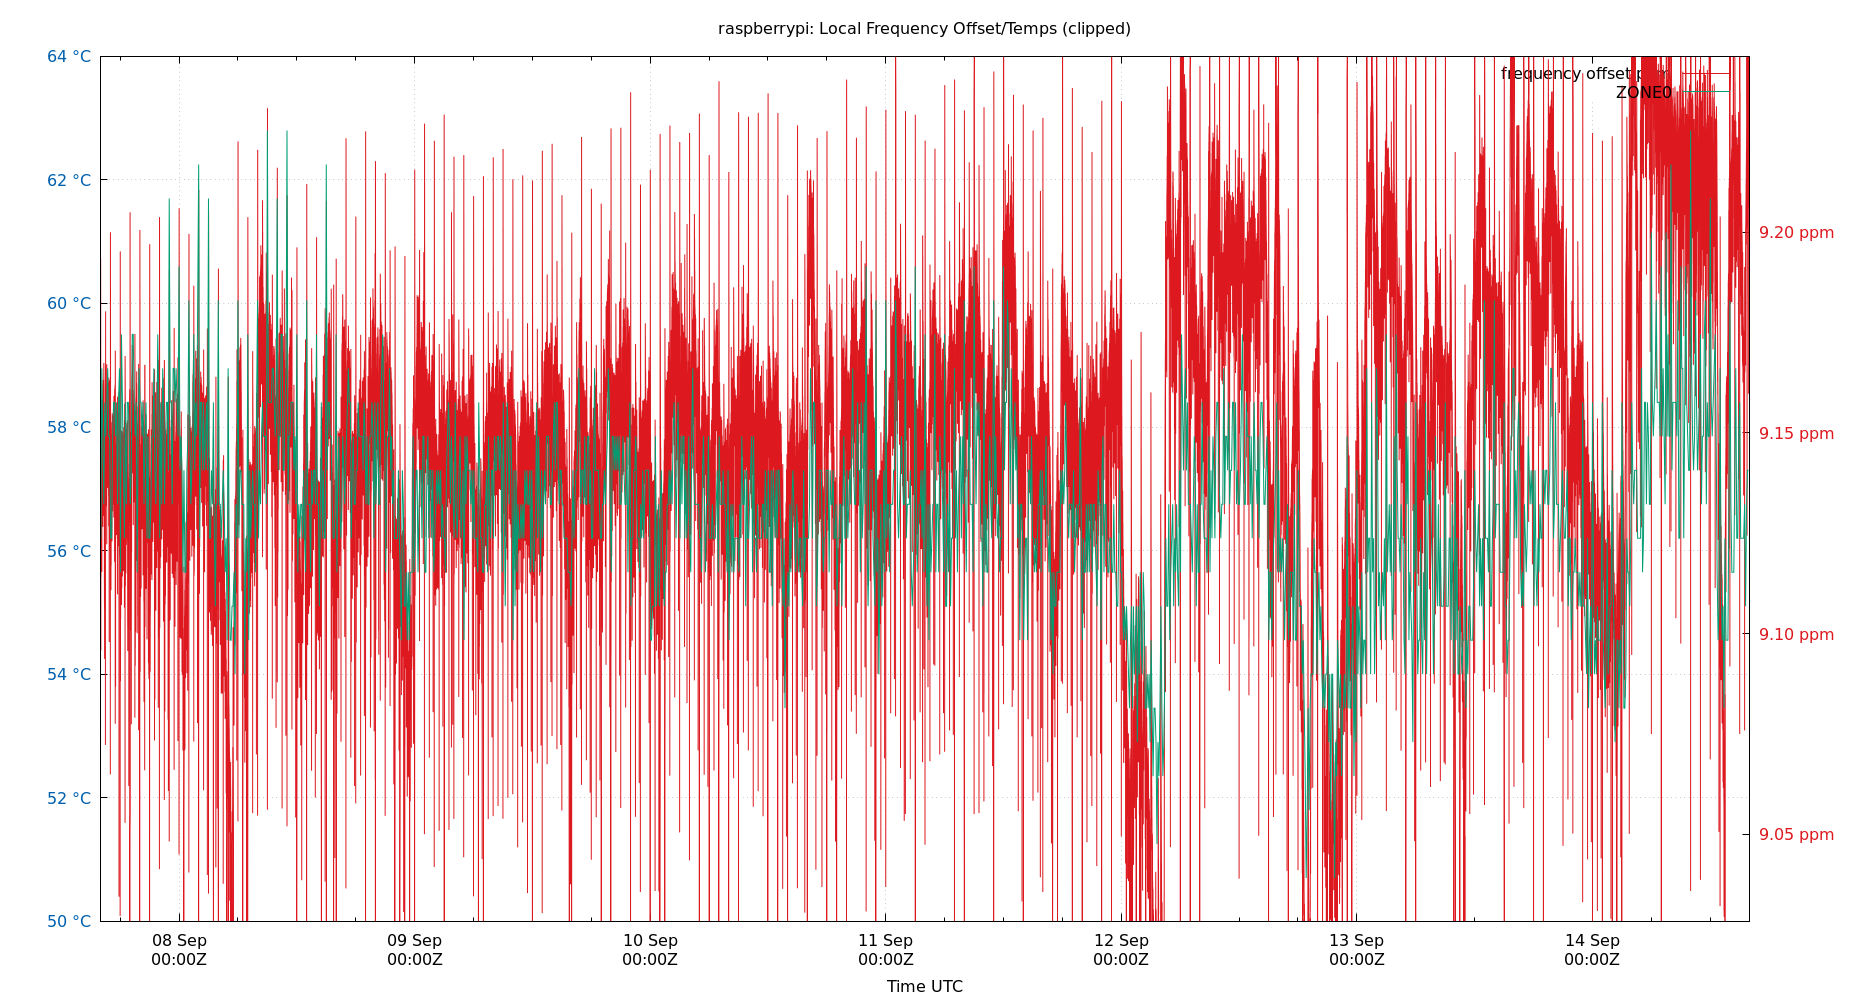 raspberrypi: Local Frequency Offset/Temps (clipped)
64 °C
62 °C
60 °C
58 °C
56 °C
54 °C
52 °C
50 °C
frequency offset
ZONE0
9.20 ppm
9.15 ppm
9.10 ppm
9.05 ppm
08 Sep
00:00Z
09 Sep
00:00Z
10 Sep
00:00Z
11 Sep
00:00Z
12 Sep
00:00Z
13 Sep
00:00Z
14 Sep
00:00Z
Time UTC